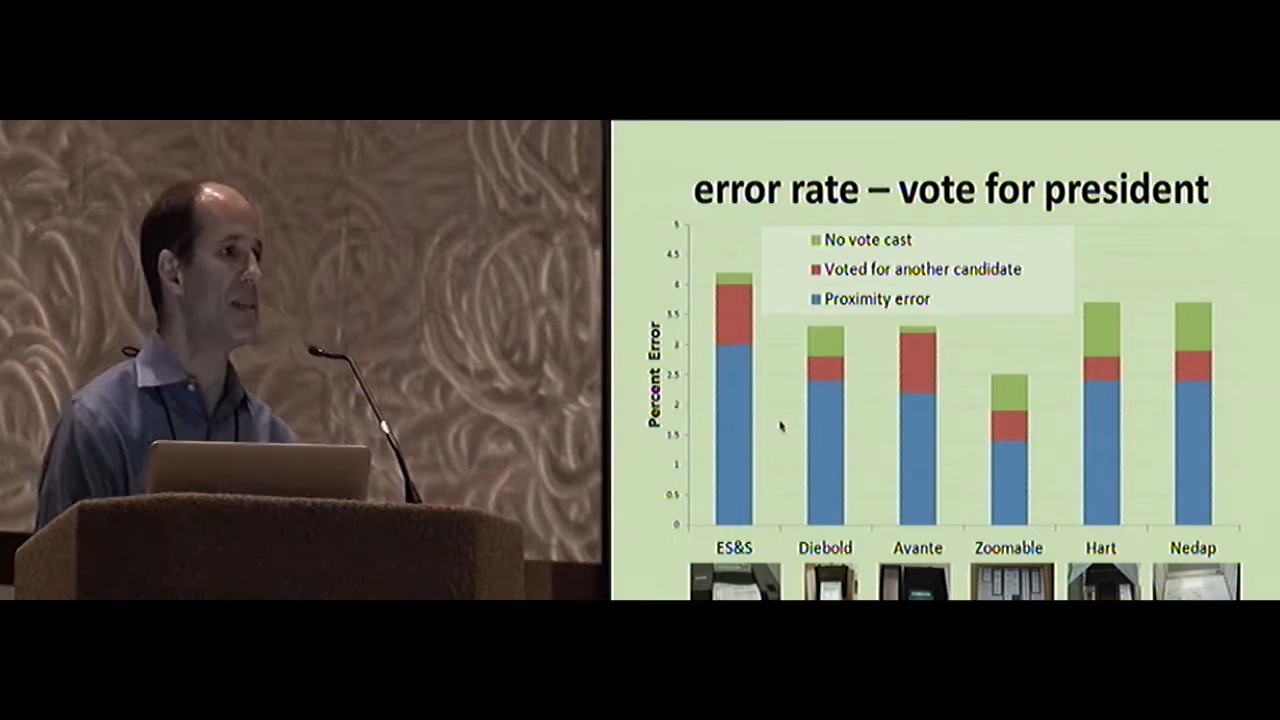 error rate – vote for president
No vote cast
Voted for another candidate
Proximity error
Percent Error
5
4.5
4
3.5
3
2.5
2
1.5
1
0.5
0
ES&S Diebold Avante Zoomable Hart Nedap